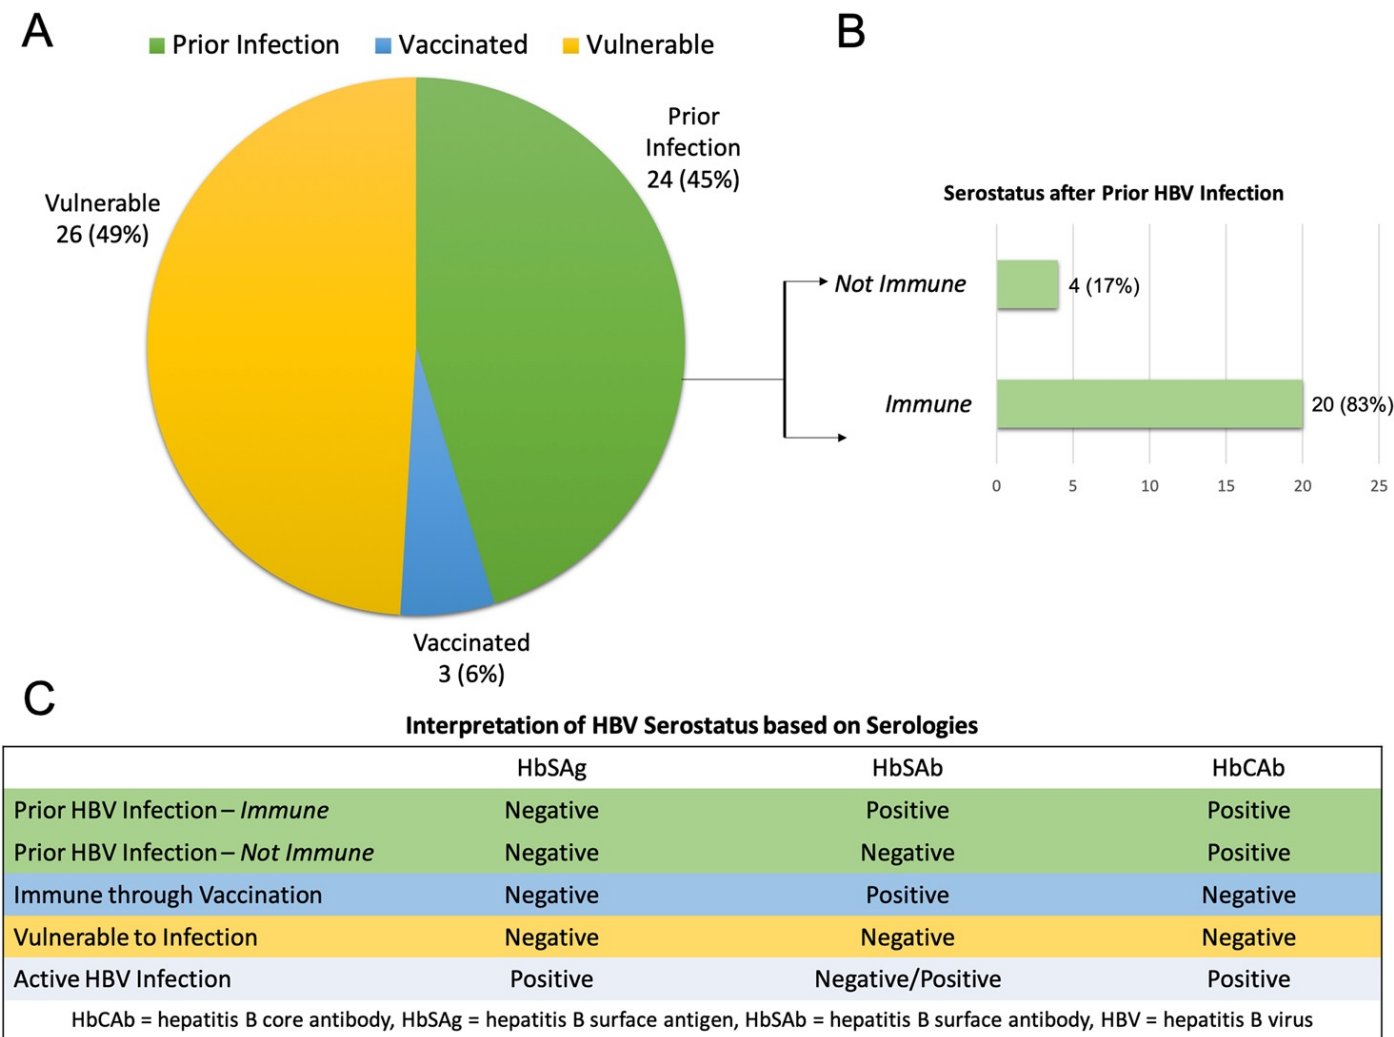 A
Prior Infection Vaccinated Vulnerable
Prior
Infection
24 (45%)
Vulnerable
26 (49%)
Vaccinated
3 (6%)
B
Serostatus after Prior HBV Infection
Not Immune 4 (17%)
Immune 20 (83%)
0 5 10 15 20 25
C
Interpretation of HBV Serostatus based on Serologies
HbSAg HbSAb HbCAb
Prior HBV Infection – Immune Negative Positive Positive
Prior HBV Infection – Not Immune Negative Negative Positive
Immune through Vaccination Negative Positive Negative
Vulnerable to Infection Negative Negative Negative
Active HBV Infection Positive Negative/Positive Positive
HbCAb = hepatitis B core antibody, HbSAg = hepatitis B surface antigen, HbSAb = hepatitis B surface antibody, HBV = hepatitis B virus